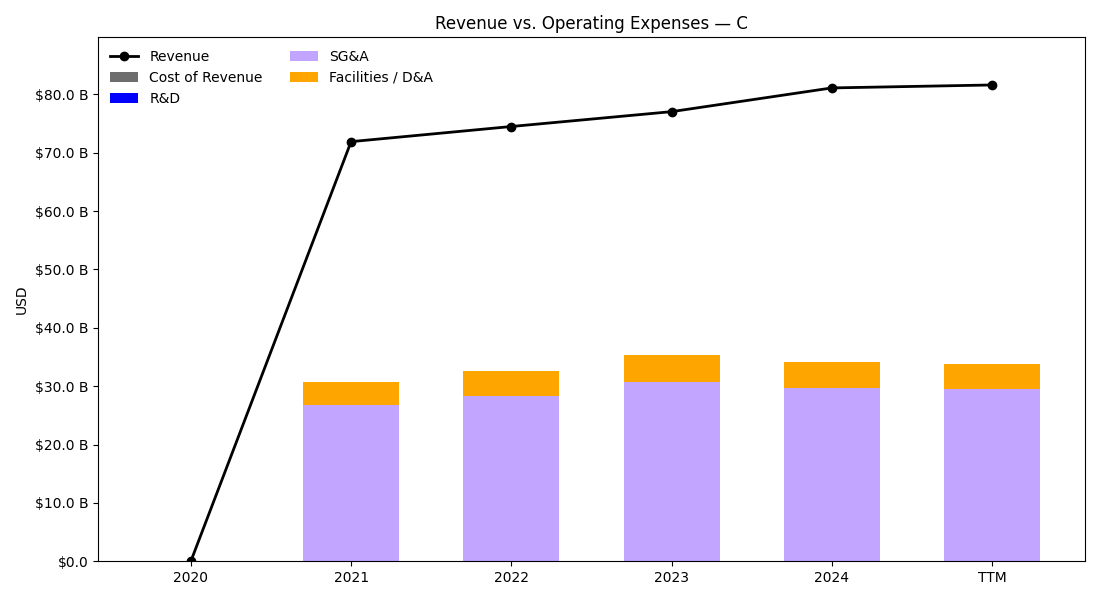 Revenue vs. Operating Expenses — C
Revenue
Cost of Revenue
R&D
SG&A
Facilities / D&A
USD
$80.0 B
$70.0 B
$60.0 B
$50.0 B
$40.0 B
$30.0 B
$20.0 B
$10.0 B
$0.0
2020 2021 2022 2023 2024 TTM